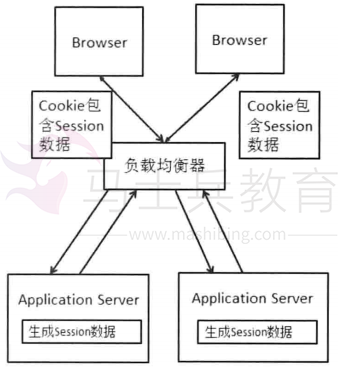 Browser
Browser
Cookie包
含Session
数据
Cookie包
含Session
数据
负载均衡器
马士兵教育
www.mashibing.com
Application Server
生成Session数据
Application Server
生成Session数据